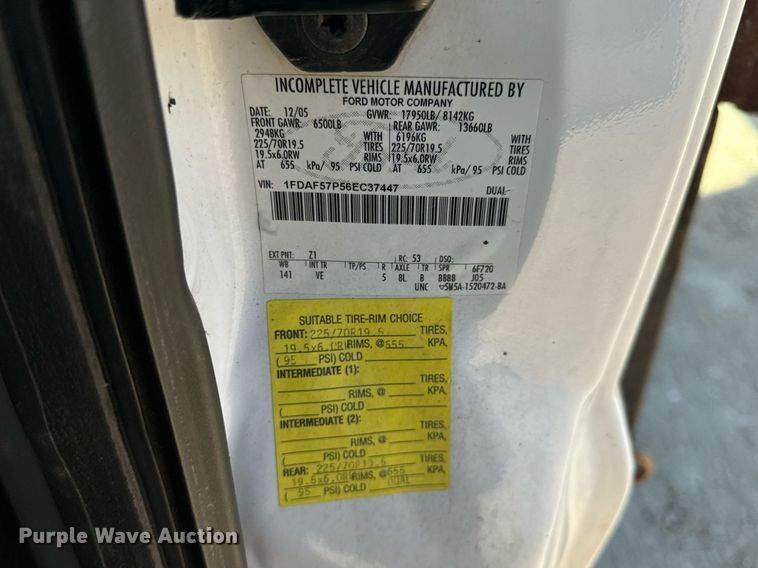 INCOMPLETE VEHICLE MANUFACTURED BY
FORD MOTOR COMPANY
DATE: 12/05 GVWR: 17950LB/ 8142KG
FRONT GAWR: 6500LB REAR GAWR: 13660LB
2948KG WITH 6196KG WITH
225/70R19.5 TIRES 225/70R19.5 TIRES
19.5x6.0RW RIMS 19.5x6.0RW RIMS
AT 655 kPa/ 95 PSI COLD AT 655 kPa/ 95 PSI COLD
VIN: 1FDAF57P56EC37447 DUAL
EXT PNT: Z1 RC: 53 DSO:
WB INT TR TP/PS R AXLE TR SPR 6F720
141 VE 5 8L B BBBB J05
UNC ▽5W5A-1520472-BA
SUITABLE TIRE-RIM CHOICE
FRONT: 225/70R19.5 TIRES,
19.5x6.0RWRIMS, @655 KPA,
( 95 PSI) COLD
INTERMEDIATE (1):
TIRES,
RIMS, @ KPA,
( PSI) COLD
INTERMEDIATE (2):
TIRES,
RIMS, @ KPA,
( PSI) COLD
REAR: 225/70R19.5 TIRES,
19.5x6.0RWRIMS, @655 KPA,
( 95 PSI) COLD DUAL
Purple Wave Auction